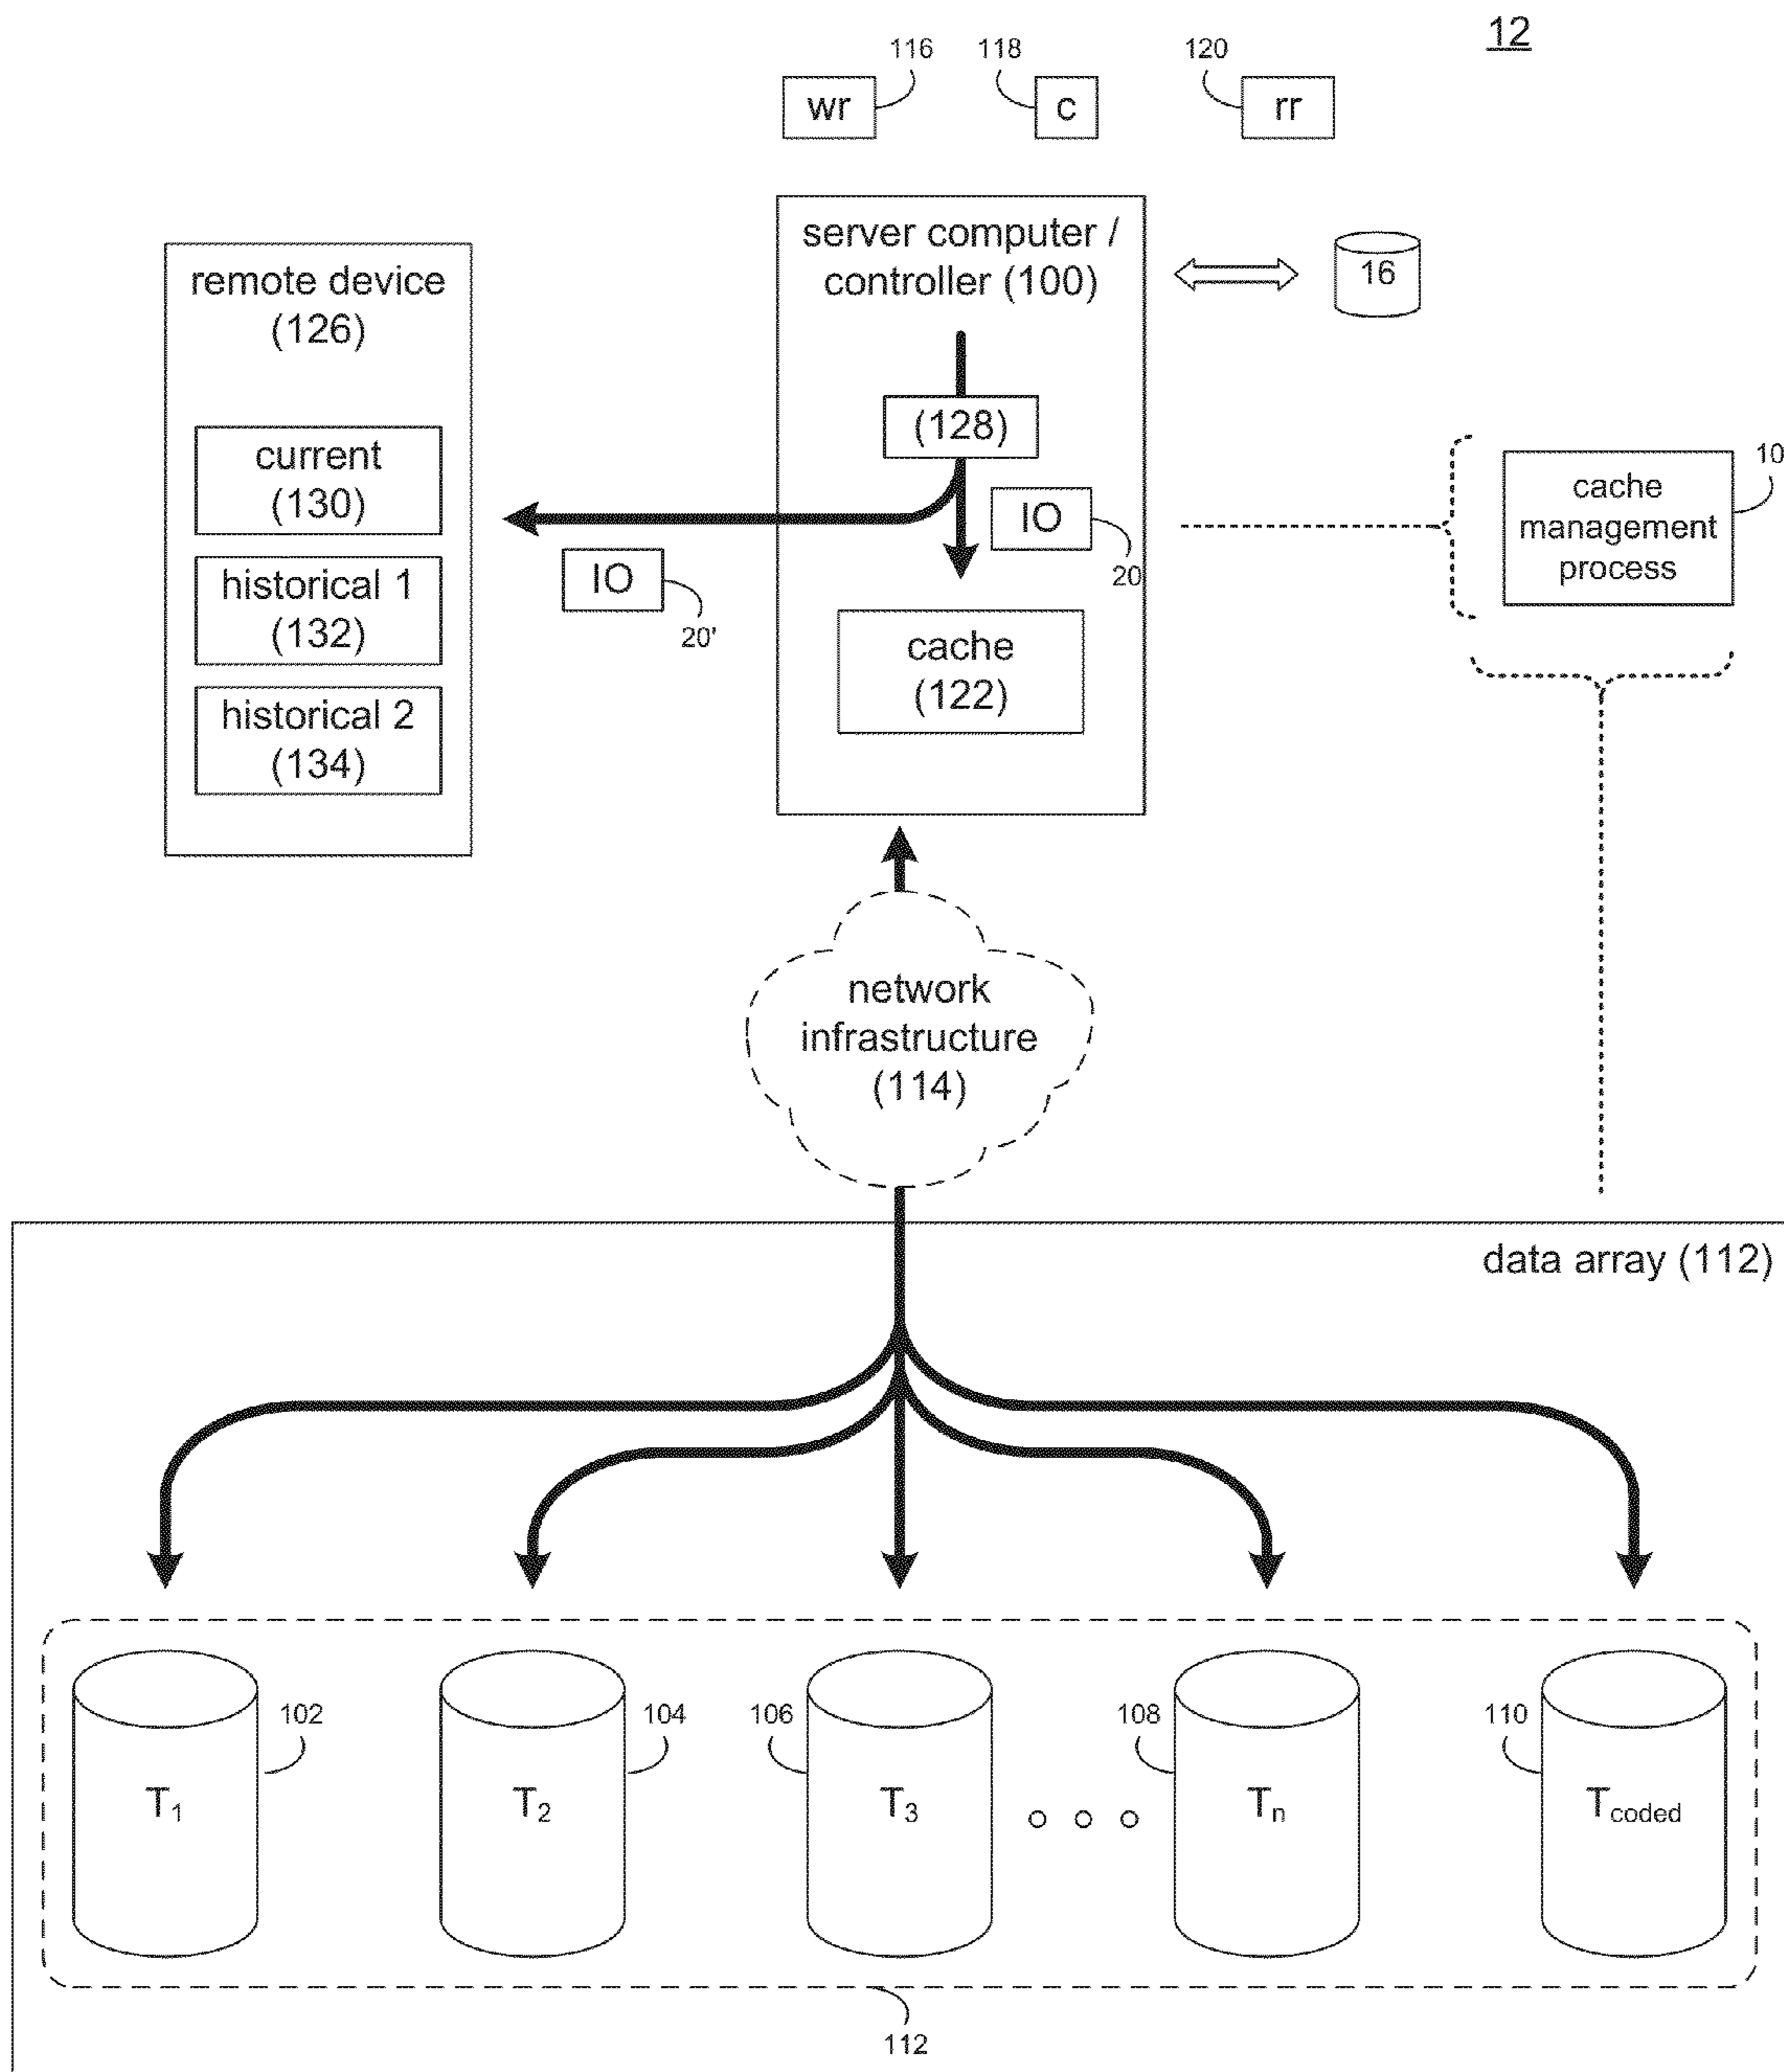 12
116
118
120
wr
c
rr
server computer /
controller (100)
16
remote device
(126)
(128)
current
(130)
IO
20
IO
20'
historical 1
(132)
historical 2
(134)
cache
(122)
cache
management
process
10
network
infrastructure
(114)
data array (112)
102
104
106
108
110
T1
T2
T3
Tn
Tcoded
112